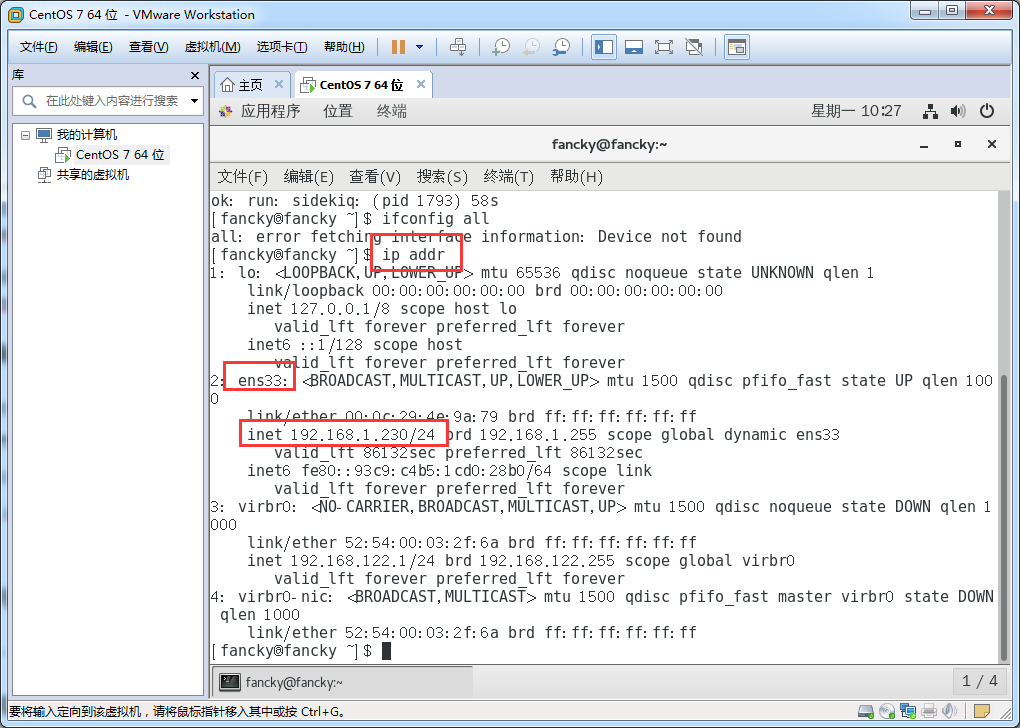 CentOS 7 64 位 - VMware Workstation
文件(F) 编辑(E) 查看(V) 虚拟机(M) 选项卡(T) 帮助(H)
库
在此处键入内容进行搜索
我的计算机
CentOS 7 64 位
共享的虚拟机
主页 CentOS 7 64 位
应用程序 位置 终端 星期一 10:27
fancky@fancky:~
文件(F) 编辑(E) 查看(V) 搜索(S) 终端(T) 帮助(H)
ok: run: sidekiq: (pid 1793) 58s
[fancky@fancky ~]$ ifconfig all
all: error fetching interface information: Device not found
[fancky@fancky ~]$ ip addr
1: lo: <LOOPBACK,UP,LOWER_UP> mtu 65536 qdisc noqueue state UNKNOWN qlen 1
link/loopback 00:00:00:00:00:00 brd 00:00:00:00:00:00
inet 127.0.0.1/8 scope host lo
valid_lft forever preferred_lft forever
inet6 ::1/128 scope host
valid_lft forever preferred_lft forever
2: ens33: <BROADCAST,MULTICAST,UP,LOWER_UP> mtu 1500 qdisc pfifo_fast state UP qlen 100
0
link/ether 00:0c:29:4e:9a:79 brd ff:ff:ff:ff:ff:ff
inet 192.168.1.230/24 brd 192.168.1.255 scope global dynamic ens33
valid_lft 86132sec preferred_lft 86132sec
inet6 fe80::93c9:c4b5:1cd0:28b0/64 scope link
valid_lft forever preferred_lft forever
3: virbr0: <NO-CARRIER,BROADCAST,MULTICAST,UP> mtu 1500 qdisc noqueue state DOWN qlen 1
000
link/ether 52:54:00:03:2f:6a brd ff:ff:ff:ff:ff:ff
inet 192.168.122.1/24 brd 192.168.122.255 scope global virbr0
valid_lft forever preferred_lft forever
4: virbr0-nic: <BROADCAST,MULTICAST> mtu 1500 qdisc pfifo_fast master virbr0 state DOWN
qlen 1000
link/ether 52:54:00:03:2f:6a brd ff:ff:ff:ff:ff:ff
[fancky@fancky ~]$
fancky@fancky:~ 1 / 4
要将输入定向到该虚拟机，请将鼠标指针移入其中或按 Ctrl+G。